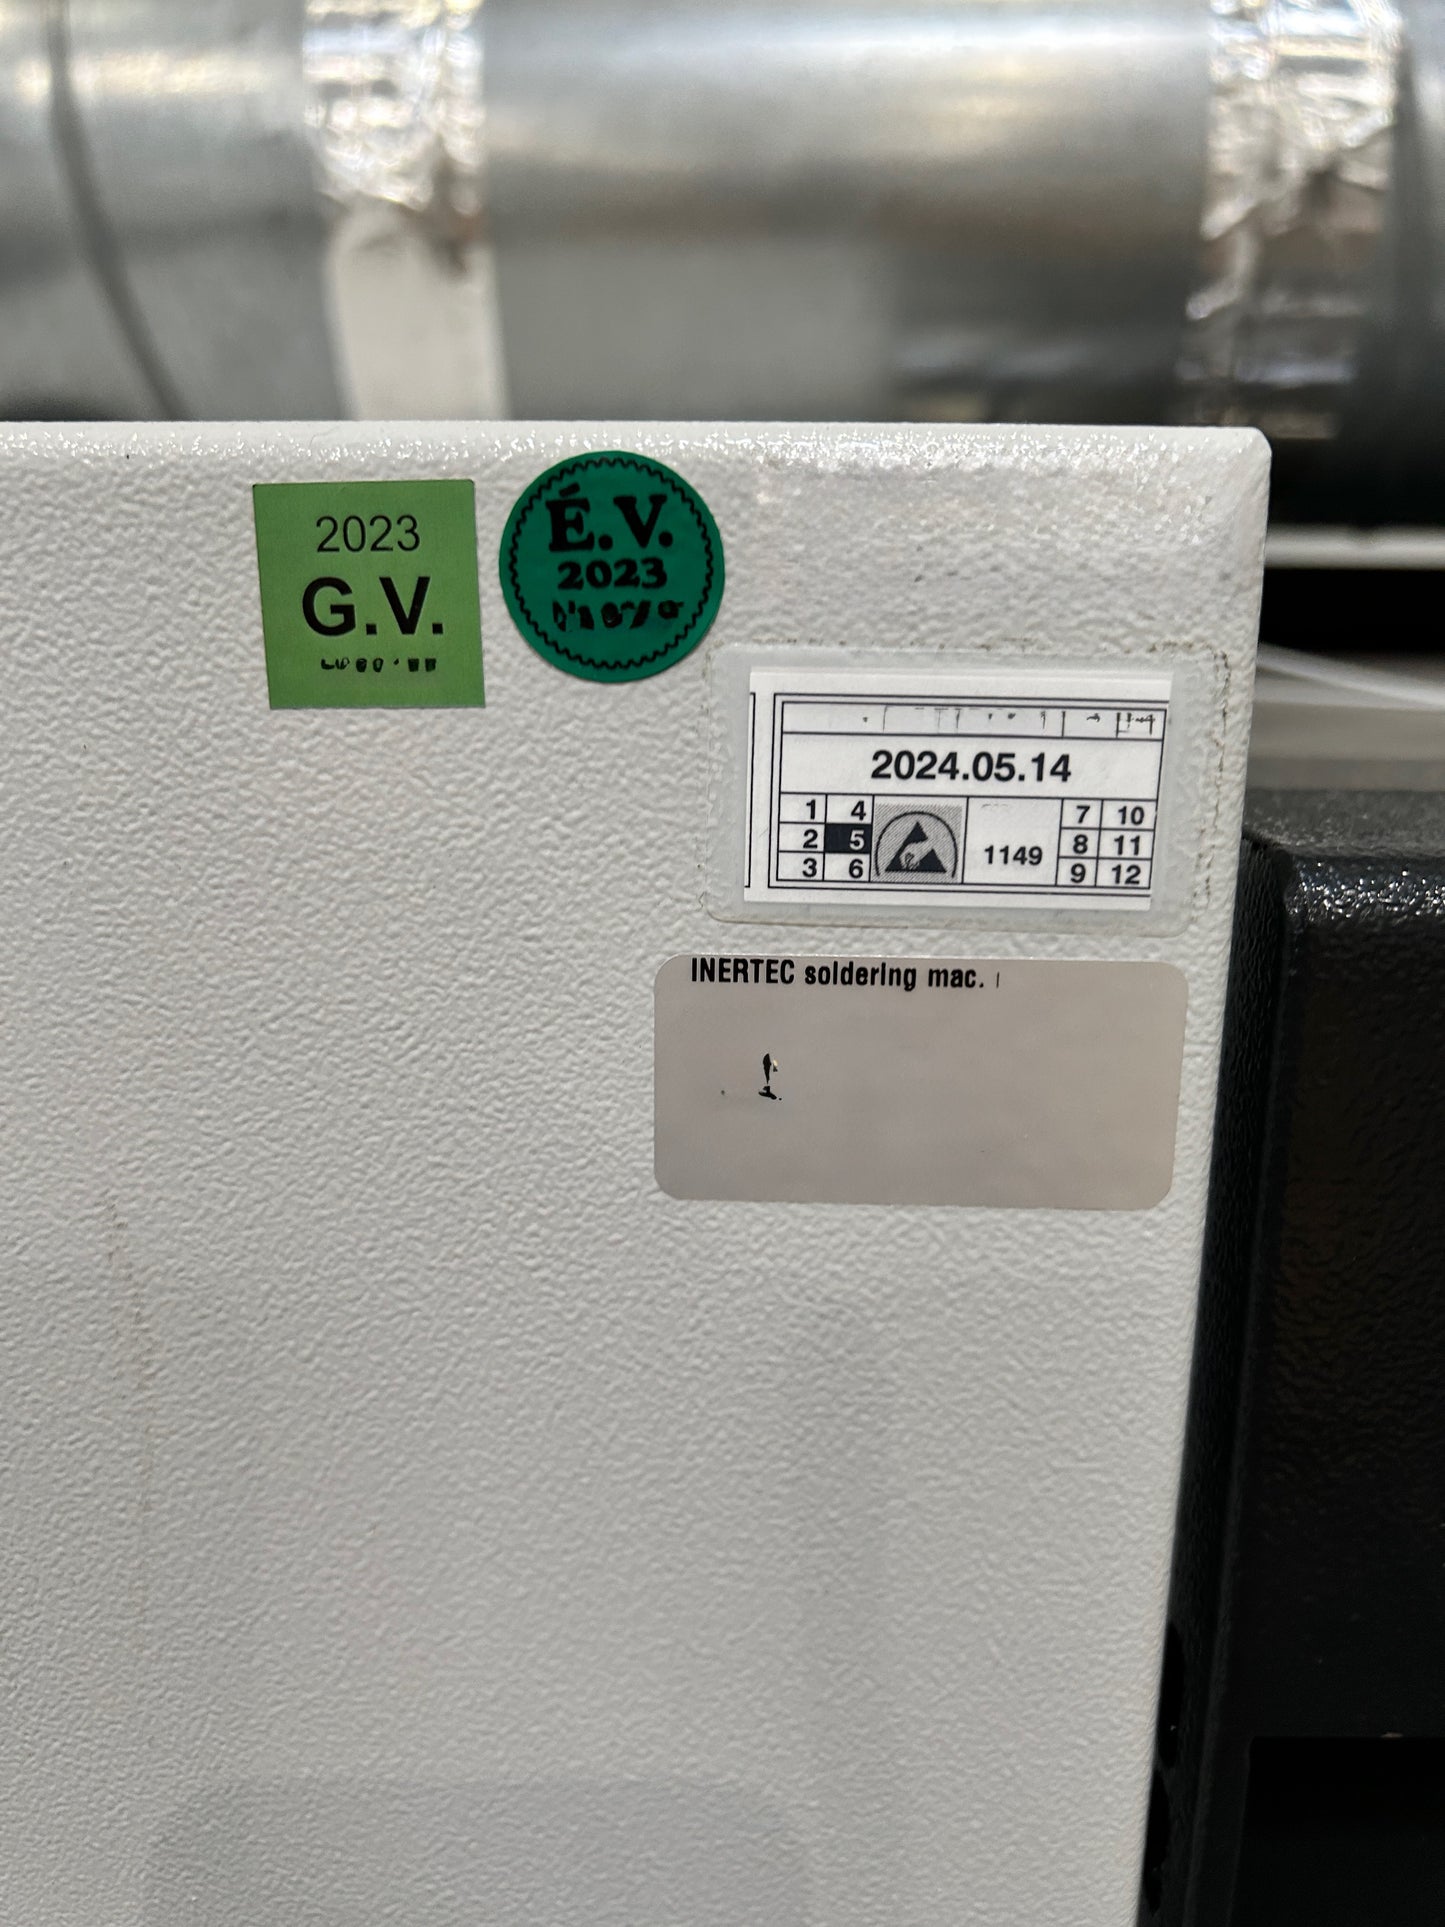 2023
G.V.
É.V.
2023
2024.05.14
1 4 7 10
2 5 1149 8 11
3 6 9 12
INERTEC soldering mac.